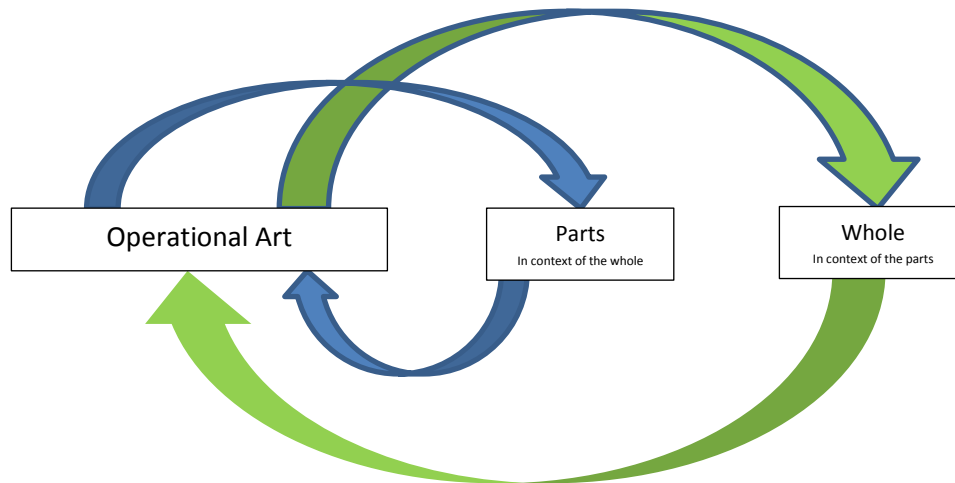 Operational Art
Parts
In context of the whole
Whole
In context of the parts